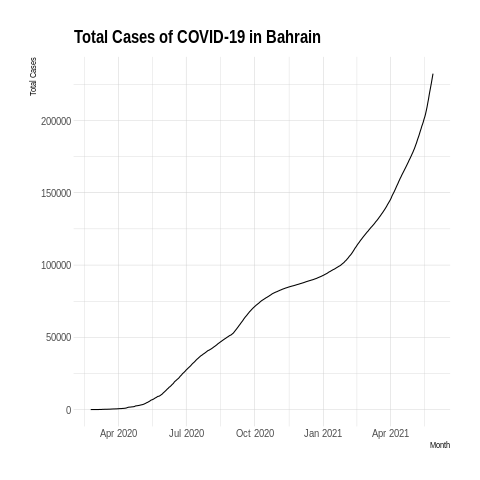 Total Cases of COVID-19 in Bahrain
Total Cases
200000
150000
100000
50000
0
Apr 2020 Jul 2020 Oct 2020 Jan 2021 Apr 2021
Month